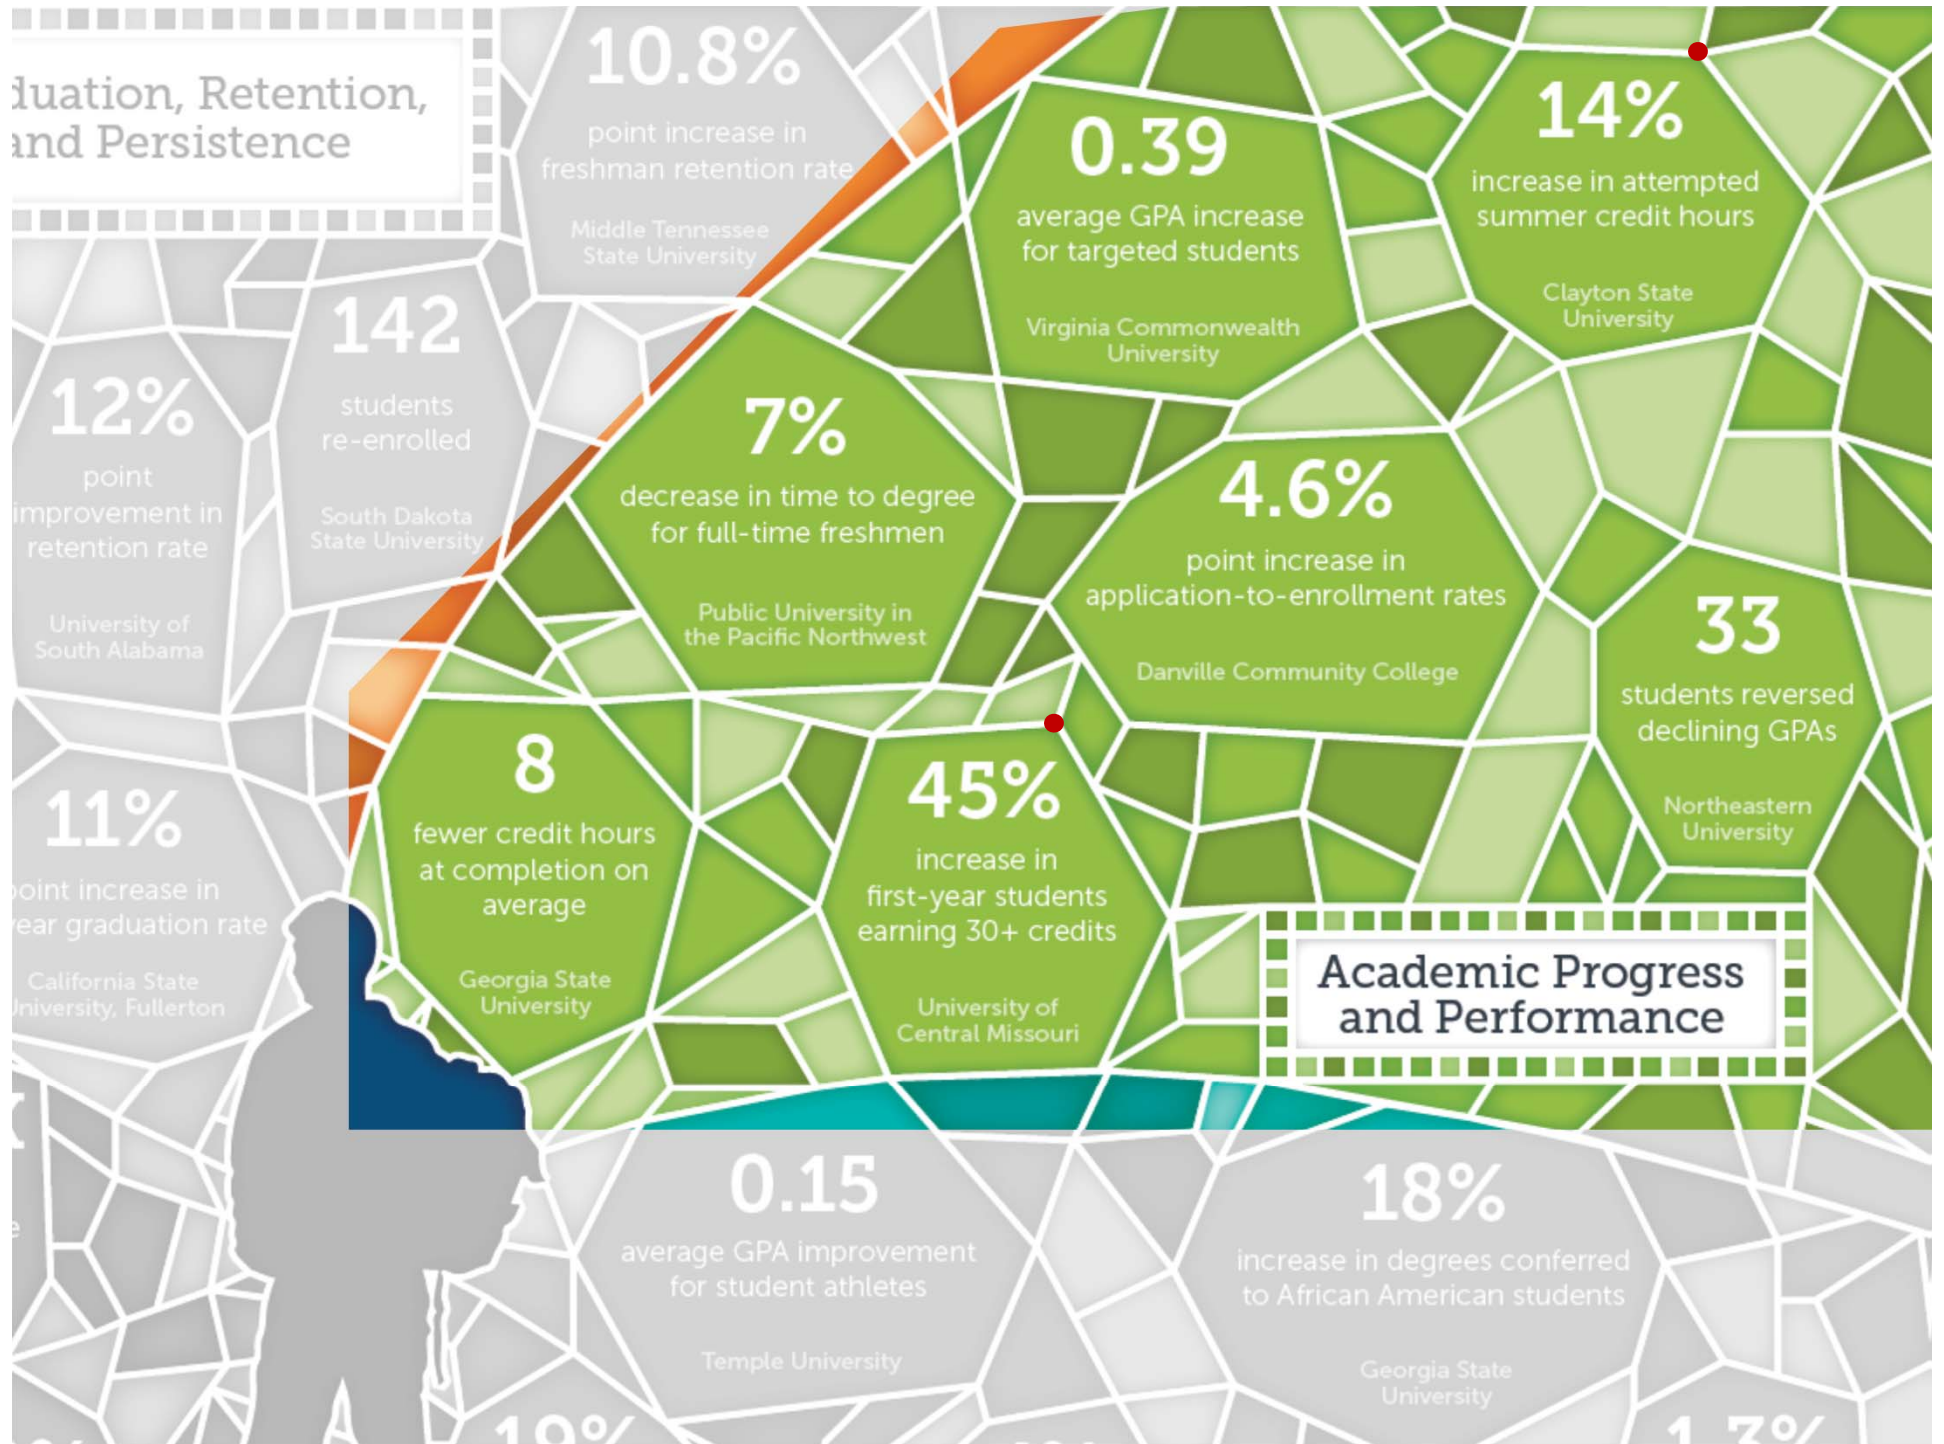 duation, Retention,
and Persistence
10.8%
point increase in
freshman retention rate
Middle Tennessee
State University
142
students
re-enrolled
South Dakota
State University
12%
point
improvement in
retention rate
University of
South Alabama
11%
point increase in
year graduation rate
California State
University, Fullerton
0.39
average GPA increase
for targeted students
Virginia Commonwealth
University
14%
increase in attempted
summer credit hours
Clayton State
University
7%
decrease in time to degree
for full-time freshmen
Public University in
the Pacific Northwest
4.6%
point increase in
application-to-enrollment rates
Danville Community College
33
students reversed
declining GPAs
Northeastern
University
8
fewer credit hours
at completion on
average
Georgia State
University
45%
increase in
first-year students
earning 30+ credits
University of
Central Missouri
Academic Progress
and Performance
0.15
average GPA improvement
for student athletes
Temple University
18%
increase in degrees conferred
to African American students
Georgia State
University